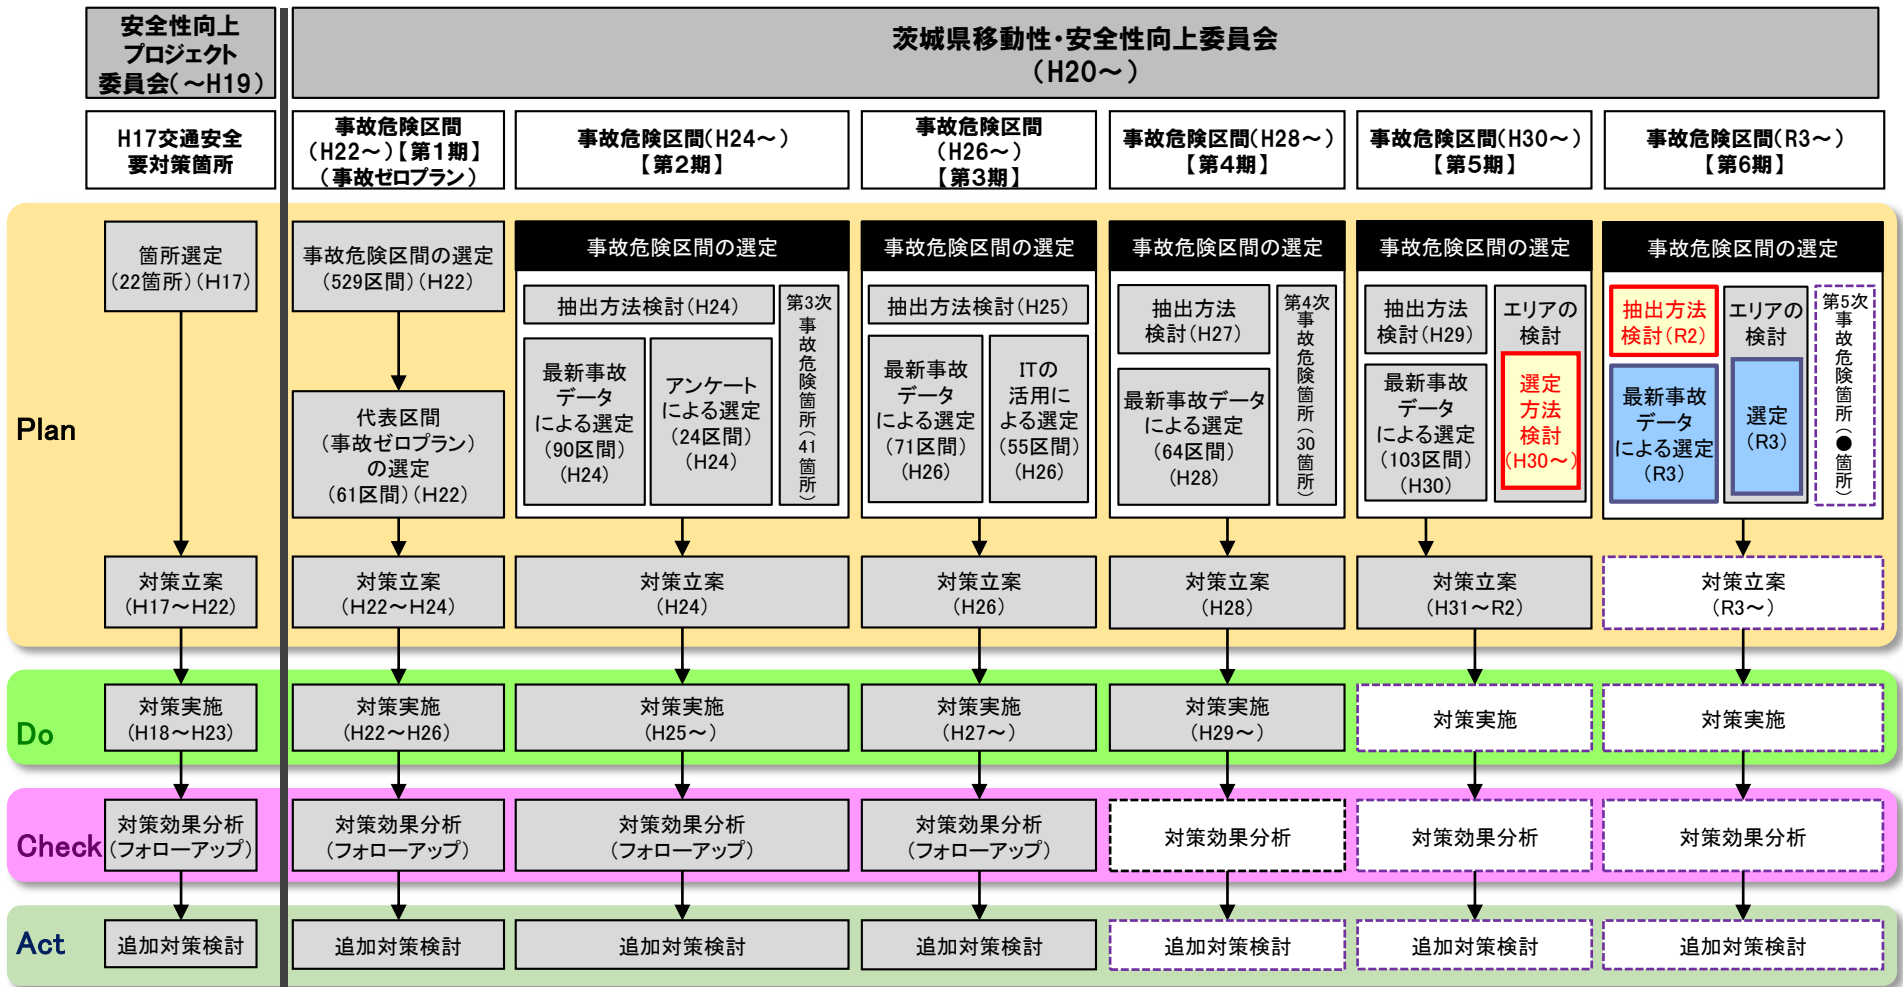 安全性向上
プロジェクト
委員会(～H19)
茨城県移動性･安全性向上委員会
(H20～)
H17交通安全
要対策箇所
事故危険区間
(H22～)【第1期】
(事故ゼロプラン)
事故危険区間(H24～)
【第2期】
事故危険区間
(H26～)
【第3期】
事故危険区間(H28～)
【第4期】
事故危険区間(H30～)
【第5期】
事故危険区間(R3～)
【第6期】
Plan
箇所選定
(22箇所)(H17)
対策立案
(H17～H22)
事故危険区間の選定
(529区間)(H22)
代表区間
(事故ゼロプラン)
の選定
(61区間)(H22)
対策立案
(H22～H24)
事故危険区間の選定
抽出方法検討(H24)
最新事故
データ
による選定
(90区間)
(H24)
アンケート
による選定
(24区間)
(H24)
第3次
事故危険箇所(41箇所)
対策立案
(H24)
事故危険区間の選定
抽出方法検討(H25)
最新事故
データ
による選定
(71区間)
(H26)
ITの
活用に
よる選定
(55区間)
(H26)
対策立案
(H26)
事故危険区間の選定
抽出方法
検討(H27)
最新事故データ
による選定
(64区間)
(H28)
第4次
事故危険箇所(30箇所)
対策立案
(H28)
事故危険区間の選定
抽出方法
検討(H29)
最新事故
データ
による選定
(103区間)
(H30)
エリアの
検討
選定
方法
検討
(H30～)
対策立案
(H31～R2)
事故危険区間の選定
抽出方法
検討(R2)
最新事故
データ
による選定
(R3)
エリアの
検討
選定
(R3)
第5次
事故危険箇所(●箇所)
対策立案
(R3～)
Do
対策実施
(H18～H23)
対策実施
(H22～H26)
対策実施
(H25～)
対策実施
(H27～)
対策実施
(H29～)
対策実施
対策実施
Check
対策効果分析
(フォローアップ)
対策効果分析
(フォローアップ)
対策効果分析
(フォローアップ)
対策効果分析
(フォローアップ)
対策効果分析
対策効果分析
対策効果分析
Act
追加対策検討
追加対策検討
追加対策検討
追加対策検討
追加対策検討
追加対策検討
追加対策検討